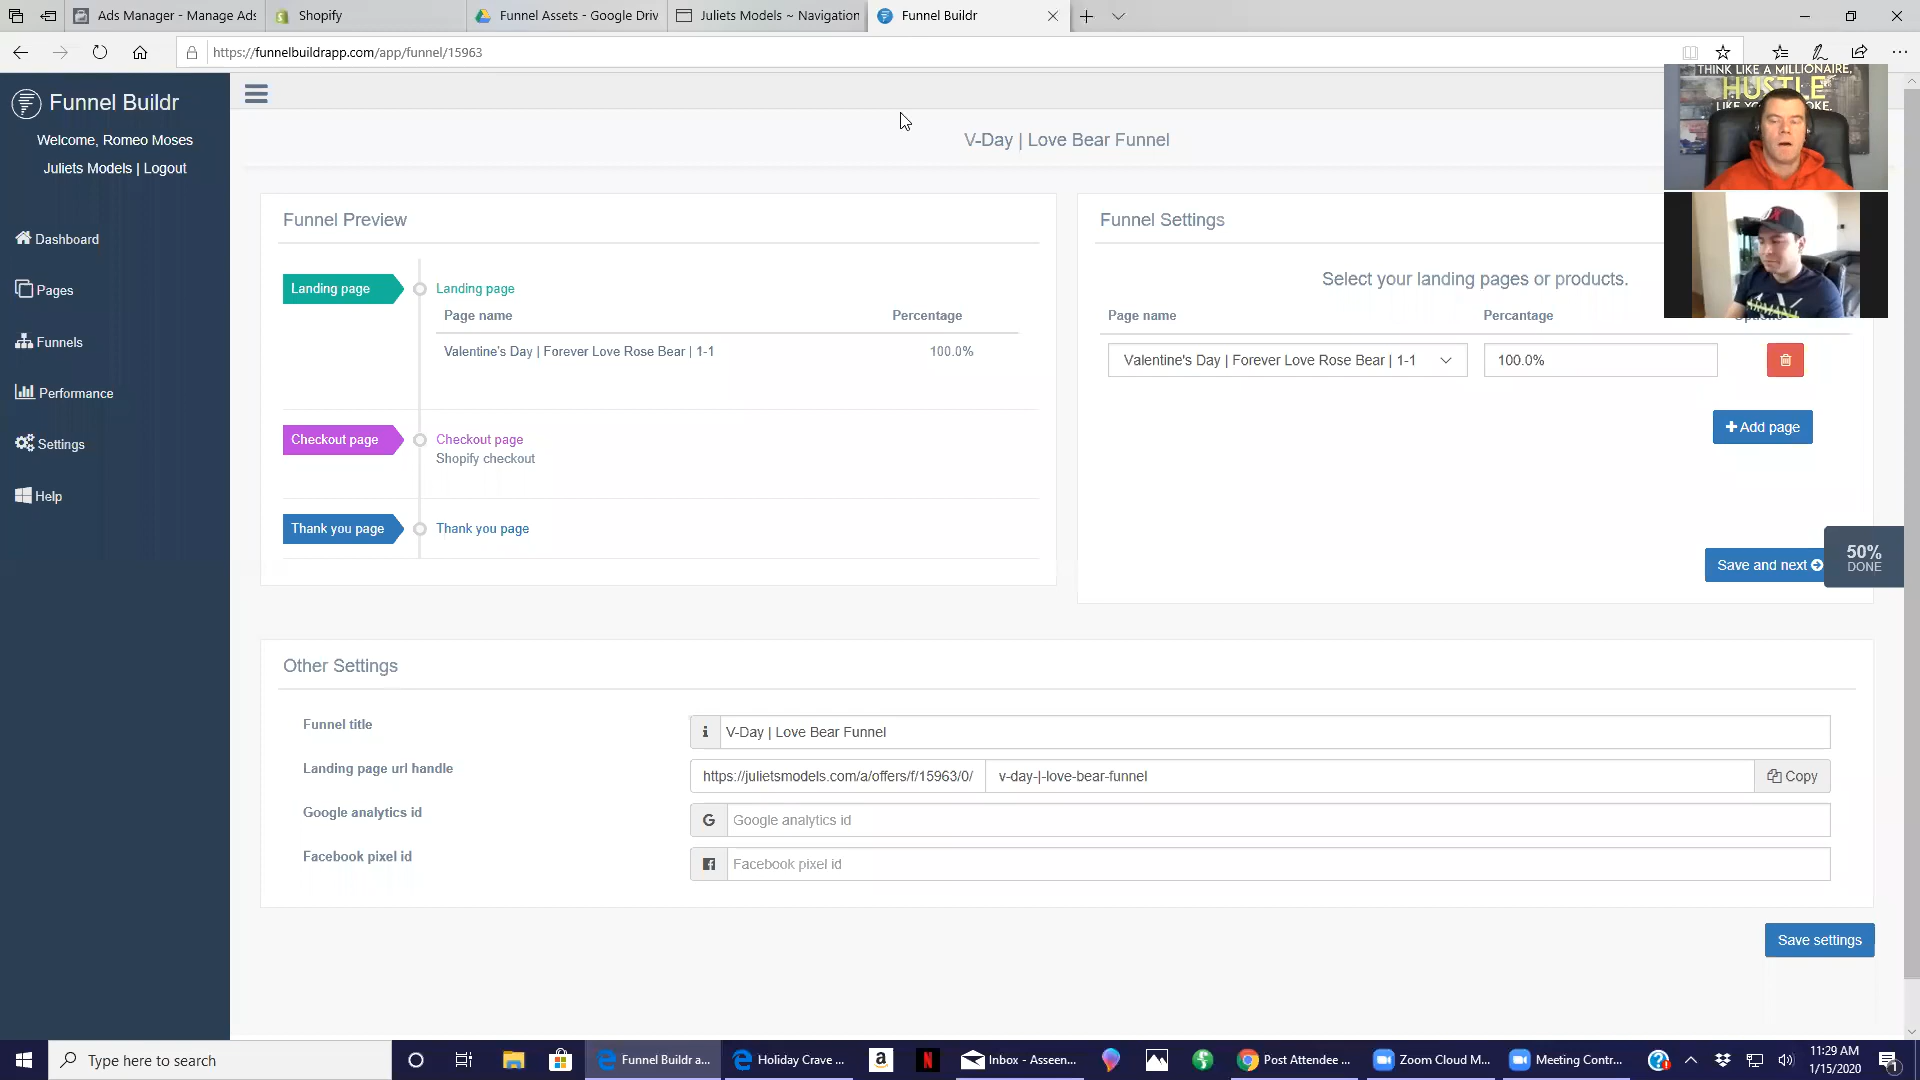 Ads Manager - Manage Ads
Shopify
Funnel Assets - Google Driv
Juliets Models ~ Navigation
Funnel Buildr
https://funnelbuildrapp.com/app/funnel/15963
Funnel Buildr
Welcome, Romeo Moses
Juliets Models | Logout
Dashboard
Pages
Funnels
Performance
Settings
Help
V-Day | Love Bear Funnel
THINK LIKE A MILLIONAIRE,
HUSTLE
Funnel Preview
Landing page
Landing page
Page name
Percentage
Valentine's Day | Forever Love Rose Bear | 1-1
100.0%
Checkout page
Checkout page
Shopify checkout
Thank you page
Thank you page
Funnel Settings
Select your landing pages or products.
Page name
Percantage
Valentine's Day | Forever Love Rose Bear | 1-1
100.0%
Add page
Save and next
50%
DONE
Other Settings
Funnel title
V-Day | Love Bear Funnel
Landing page url handle
https://julietsmodels.com/a/offers/f/15963/0/
v-day-|-love-bear-funnel
Copy
Google analytics id
Google analytics id
Facebook pixel id
Facebook pixel id
Save settings
Type here to search
Funnel Buildr a...
Holiday Crave ...
Inbox - Asseen...
Post Attendee ...
Zoom Cloud M...
Meeting Contr...
11:29 AM
1/15/2020